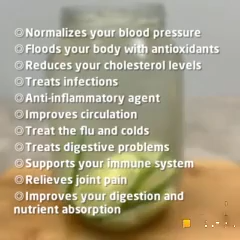 ◎Normalizes your blood pressure
◎Floods your body with antioxidants
◎Reduces your cholesterol levels
◎Treats infections
◎Anti-inflammatory agent
◎Improves circulation
◎Treat the flu and colds
◎Treats digestive problems
◎Supports your immune system
◎Relieves joint pain
◎Improves your digestion and
nutrient absorption